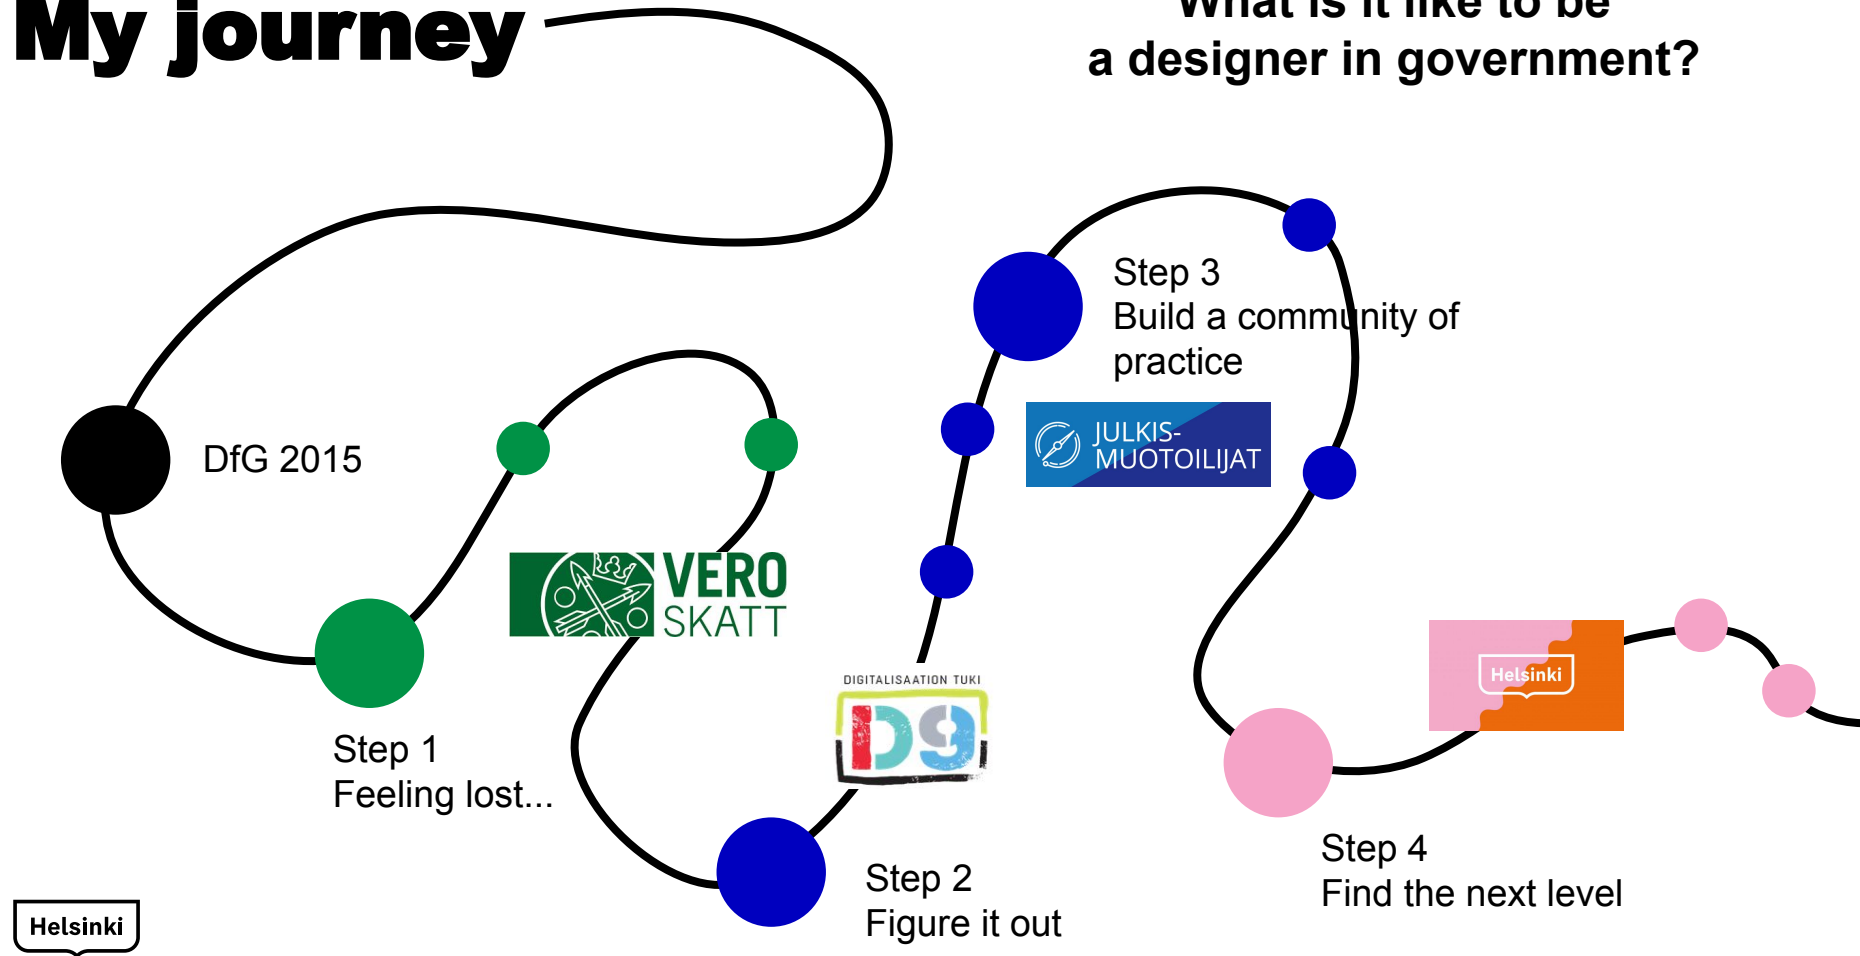 My journey
What is it like to be
a designer in government?
DfG 2015
Step 1
Feeling lost...
VERO
SKATT
DIGITALISAATION TUKI
D9
Step 2
Figure it out
Step 3
Build a community of
practice
JULKIS-
MUOTOILIJAT
Helsinki
Step 4
Find the next level
Helsinki